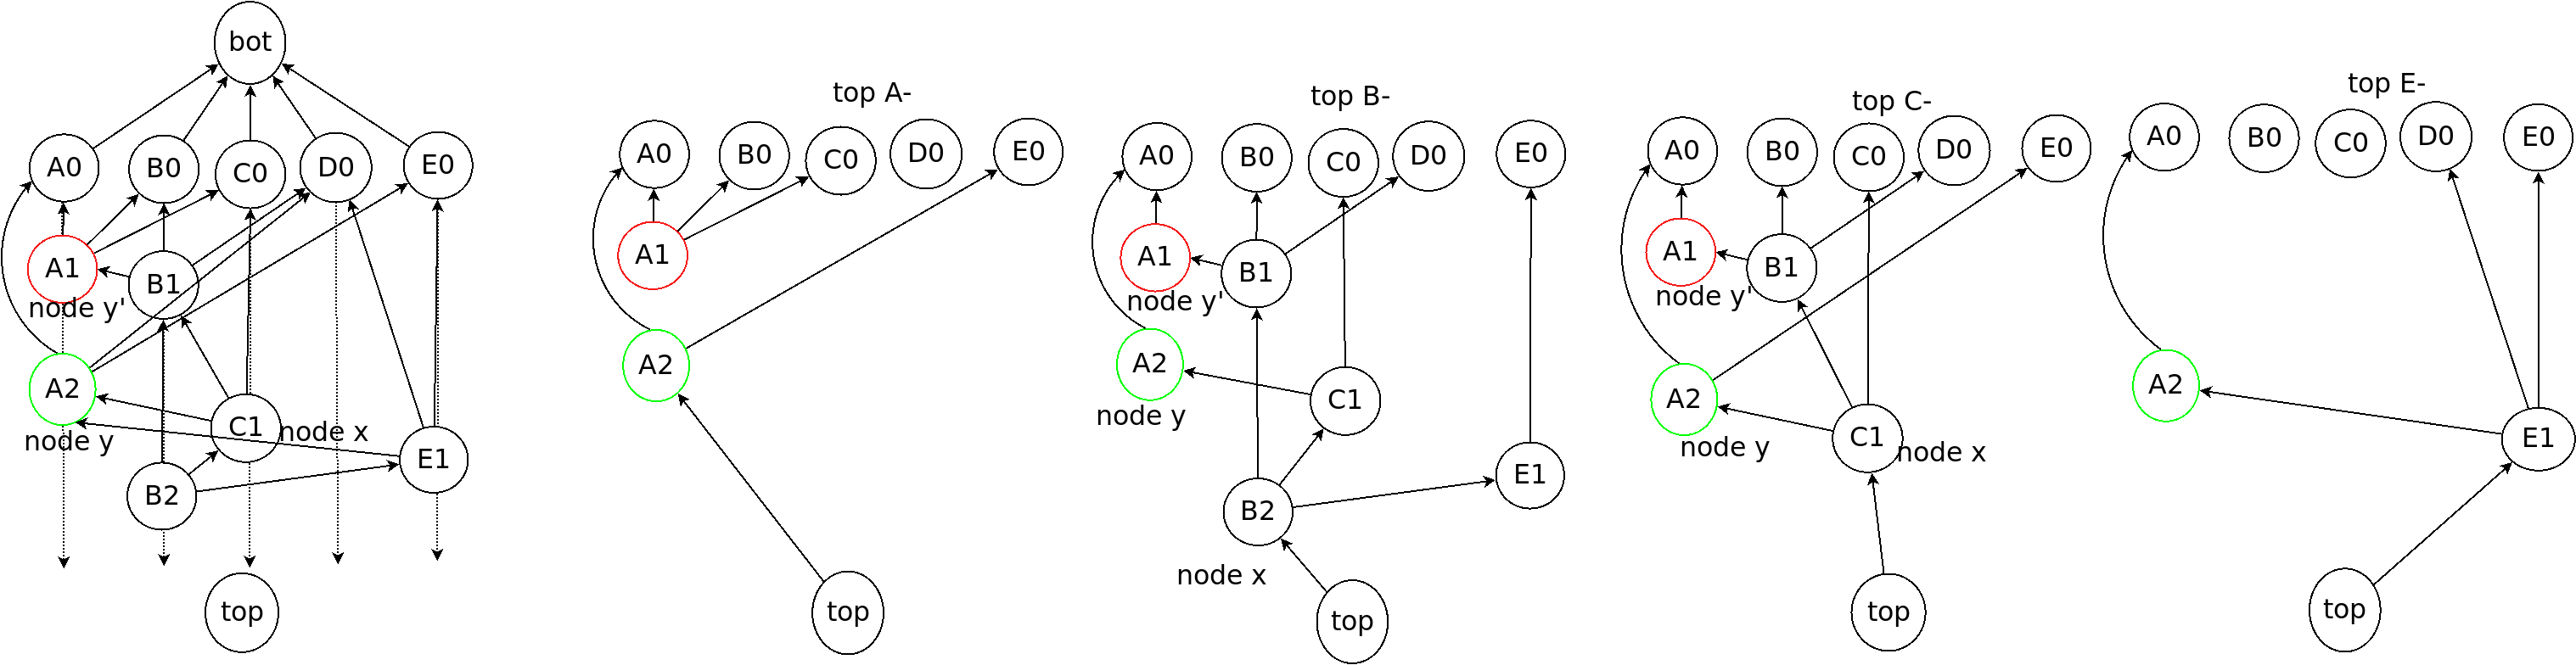 bot
A0
B0
C0
D0
E0
A1
B1
node y'
A2
node y
C1
node x
E1
B2
top
top A-
A0
B0
C0
D0
E0
A1
A2
top
top B-
A0
B0
C0
D0
E0
A1
B1
node y'
A2
node y
C1
E1
B2
node x
top
top C-
A0
B0
C0
D0
E0
A1
B1
node y'
A2
node y
C1
node x
top
top E-
A0
B0
C0
D0
E0
A2
E1
top